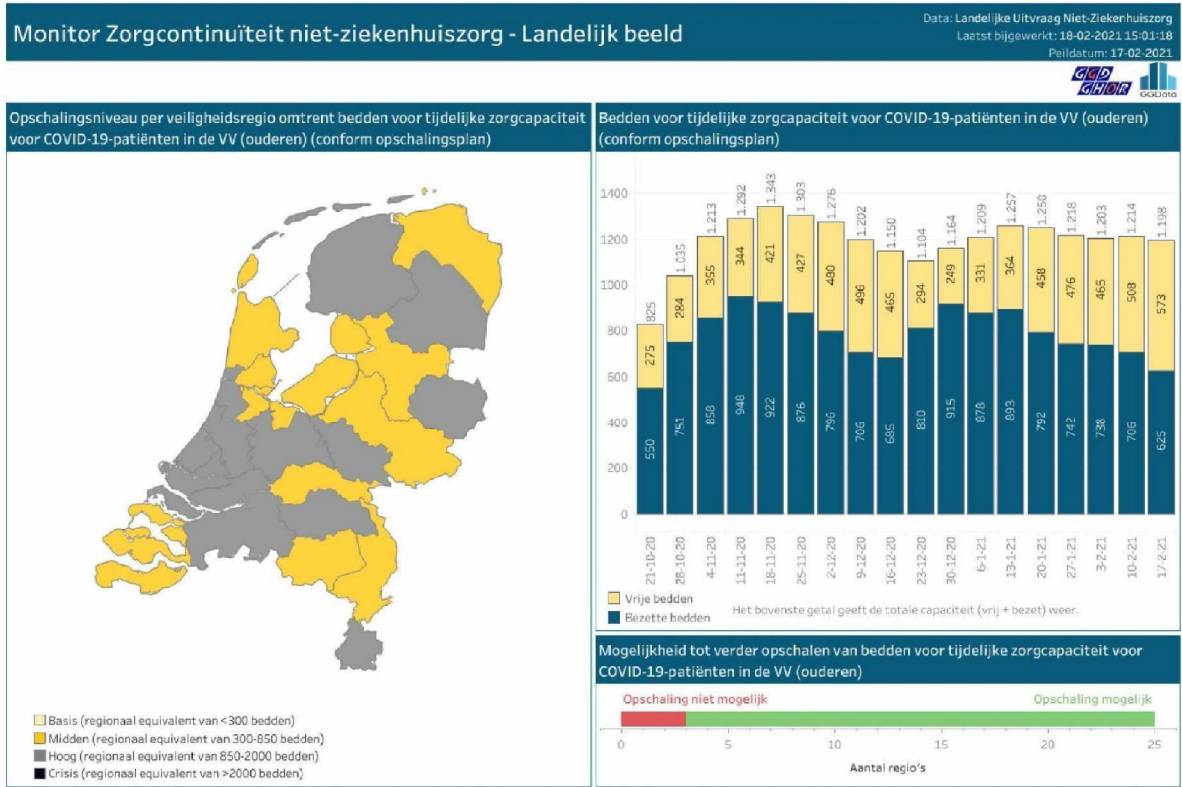 Monitor Zorgcontinuïteit niet-ziekenhuiszorg - Landelijk beeld
Data: Landelijke Uitvraag Niet-Ziekenhuiszorg
Laatst bijgewerkt: 18-02-2021 15:01:18
Peildatum: 17-02-2021
GGD
GHOR
GGData
Opschalingsniveau per veiligheidsregio omtrent bedden voor tijdelijke zorgcapaciteit
voor COVID-19-patiënten in de VV (ouderen) (conform opschalingsplan)
Basis (regionaal equivalent van <300 bedden)
Midden (regionaal equivalent van 300-850 bedden)
Hoog (regionaal equivalent van 850-2000 bedden)
Crisis (regionaal equivalent van >2000 bedden)
Bedden voor tijdelijke zorgcapaciteit voor COVID-19-patiënten in de VV (ouderen)
(conform opschalingsplan)
1400
1200
1000
800
600
400
200
0
825 1.035 1.213 1.292 1.343 1.303 1.276 1.202 1.150 1.104 1.164 1.209 1.257 1.250 1.218 1.203 1.214 1.198
275 284 355 344 421 427 480 496 465 294 249 331 364 458 476 465 508 573
550 751 858 948 922 876 796 706 685 810 915 878 893 792 742 738 706 625
21-10-20 28-10-20 4-11-20 11-11-20 18-11-20 25-11-20 2-12-20 9-12-20 16-12-20 23-12-20 30-12-20 6-1-21 13-1-21 20-1-21 27-1-21 3-2-21 10-2-21 17-2-21
Vrije bedden
Bezette bedden
Het bovenste getal geeft de totale capaciteit (vrij + bezet) weer.
Mogelijkheid tot verder opschalen van bedden voor tijdelijke zorgcapaciteit voor
COVID-19-patiënten in de VV (ouderen)
Opschaling niet mogelijk Opschaling mogelijk
0 5 10 15 20 25
Aantal regio's